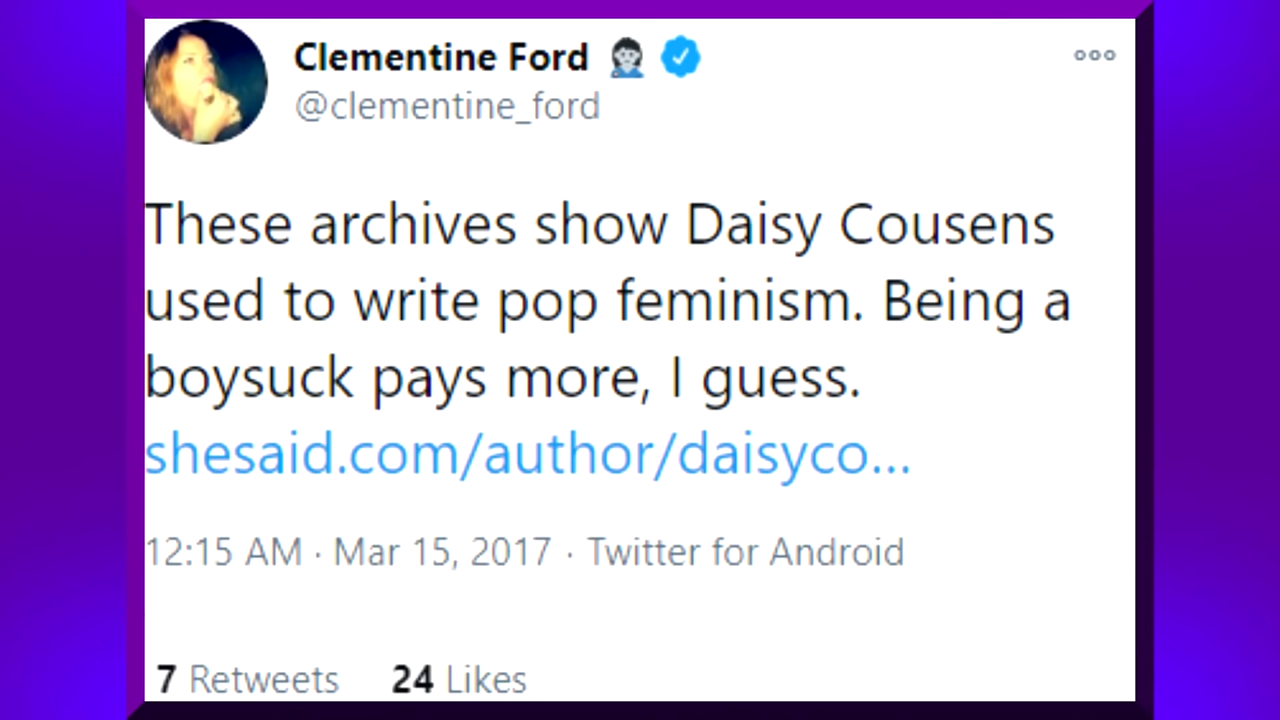 Clementine Ford
@clementine_ford
These archives show Daisy Cousens
used to write pop feminism. Being a
boysuck pays more, I guess.
shesaid.com/author/daisyco...
12:15 AM · Mar 15, 2017 · Twitter for Android
7 Retweets 24 Likes